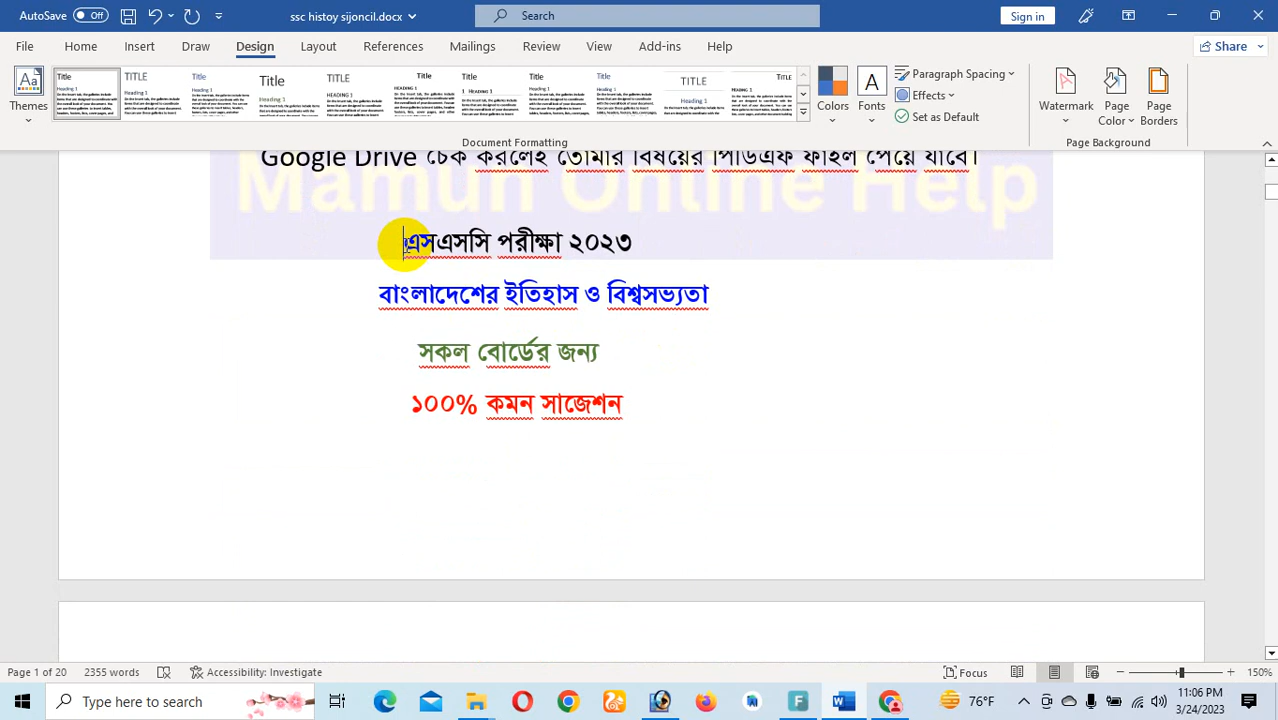 AutoSave Off Search Sign in
File Home Insert Draw Design Layout References Mailings Review View Add-ins Help Share
Themes Colors Fonts Paragraph Spacing Effects Set as Default Watermark Page Color Page Borders
Document Formatting Page Background
Google Drive চেক করলেই তোমার বিষয়ের পিডিএফ ফাইল পেয়ে যাবে।
Mamun Online Help
এসএসসি পরীক্ষা ২০২৩
বাংলাদেশের ইতিহাস ও বিশ্বসভ্যতা
সকল বোর্ডের জন্য
১০০% কমন সাজেশন
Page 1 of 20 2355 words Accessibility: Investigate Focus 150%
Type here to search 76°F 11:06 PM
3/24/2023